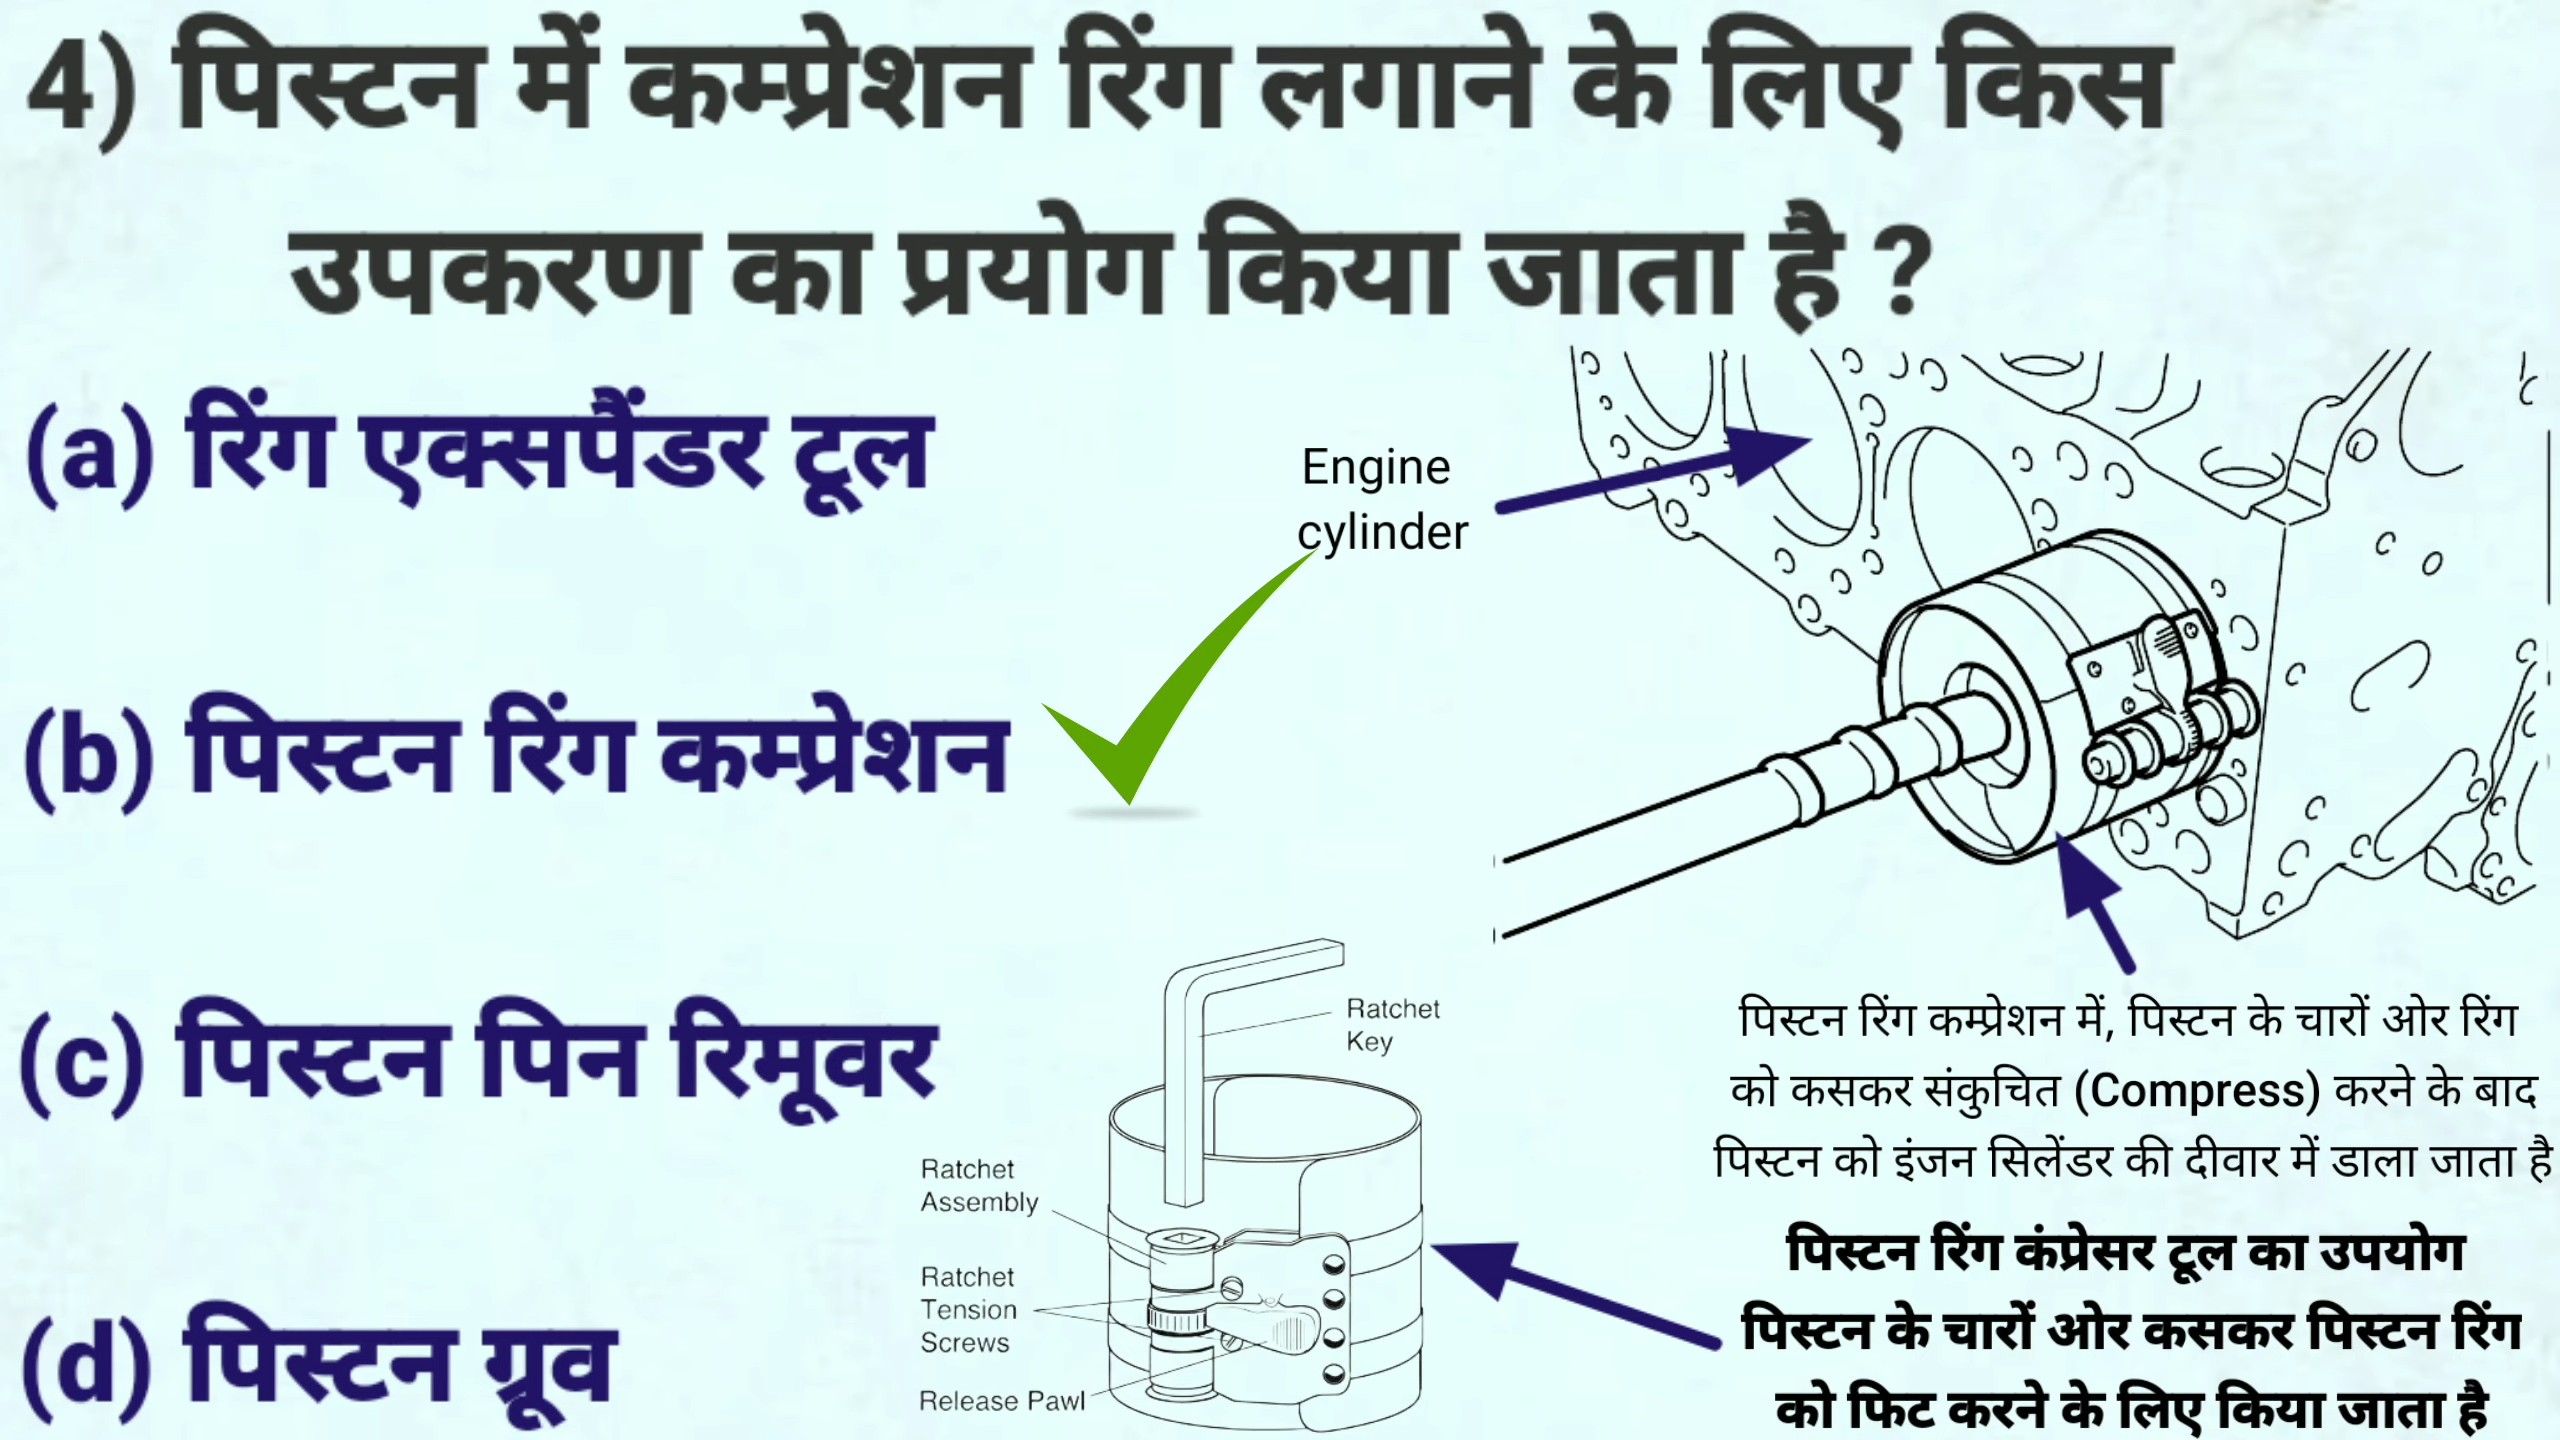 4) पिस्टन में कम्प्रेशन रिंग लगाने के लिए किस
उपकरण का प्रयोग किया जाता है ?
(a) रिंग एक्सपैंडर टूल
Engine
cylinder
(b) पिस्टन रिंग कम्प्रेशन
(c) पिस्टन पिन रिमूवर
(d) पिस्टन ग्रूव
Ratchet
Key
Ratchet
Assembly
Ratchet
Tension
Screws
Release Pawl
पिस्टन रिंग कम्प्रेशन में, पिस्टन के चारों ओर रिंग
को कसकर संकुचित (Compress) करने के बाद
पिस्टन को इंजन सिलेंडर की दीवार में डाला जाता है
पिस्टन रिंग कंप्रेसर टूल का उपयोग
पिस्टन के चारों ओर कसकर पिस्टन रिंग
को फिट करने के लिए किया जाता है